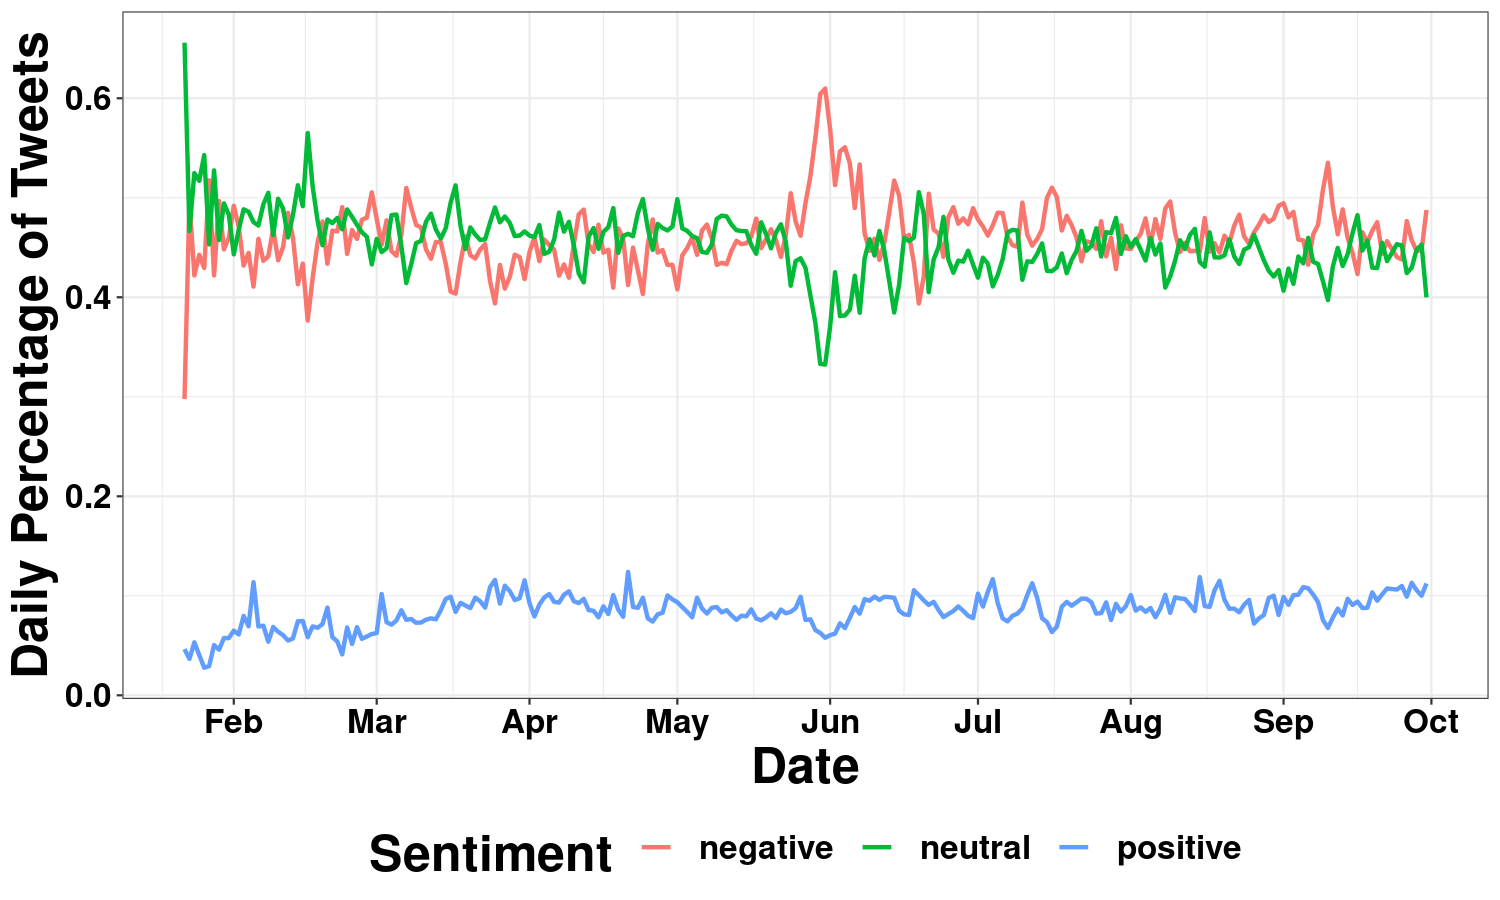 Daily Percentage of Tweets
0.6
0.4
0.2
0.0
Feb Mar Apr May Jun Jul Aug Sep Oct
Date
Sentiment negative neutral positive